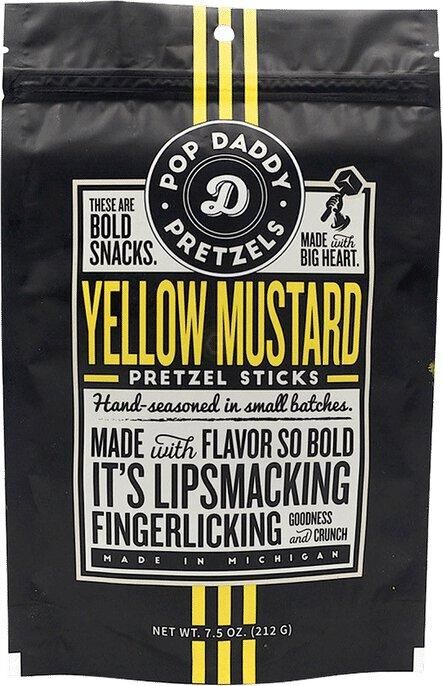 POP DADDY
D
PRETZELS
THESE ARE
BOLD
SNACKS.
MADE with
BIG HEART.
YELLOW MUSTARD
PRETZEL STICKS
Hand-seasoned in small batches.
MADE with FLAVOR SO BOLD
IT'S LIPSMACKING
FINGERLICKING GOODNESS
and CRUNCH
MADE IN MICHIGAN
NET WT. 7.5 OZ. (212 G)